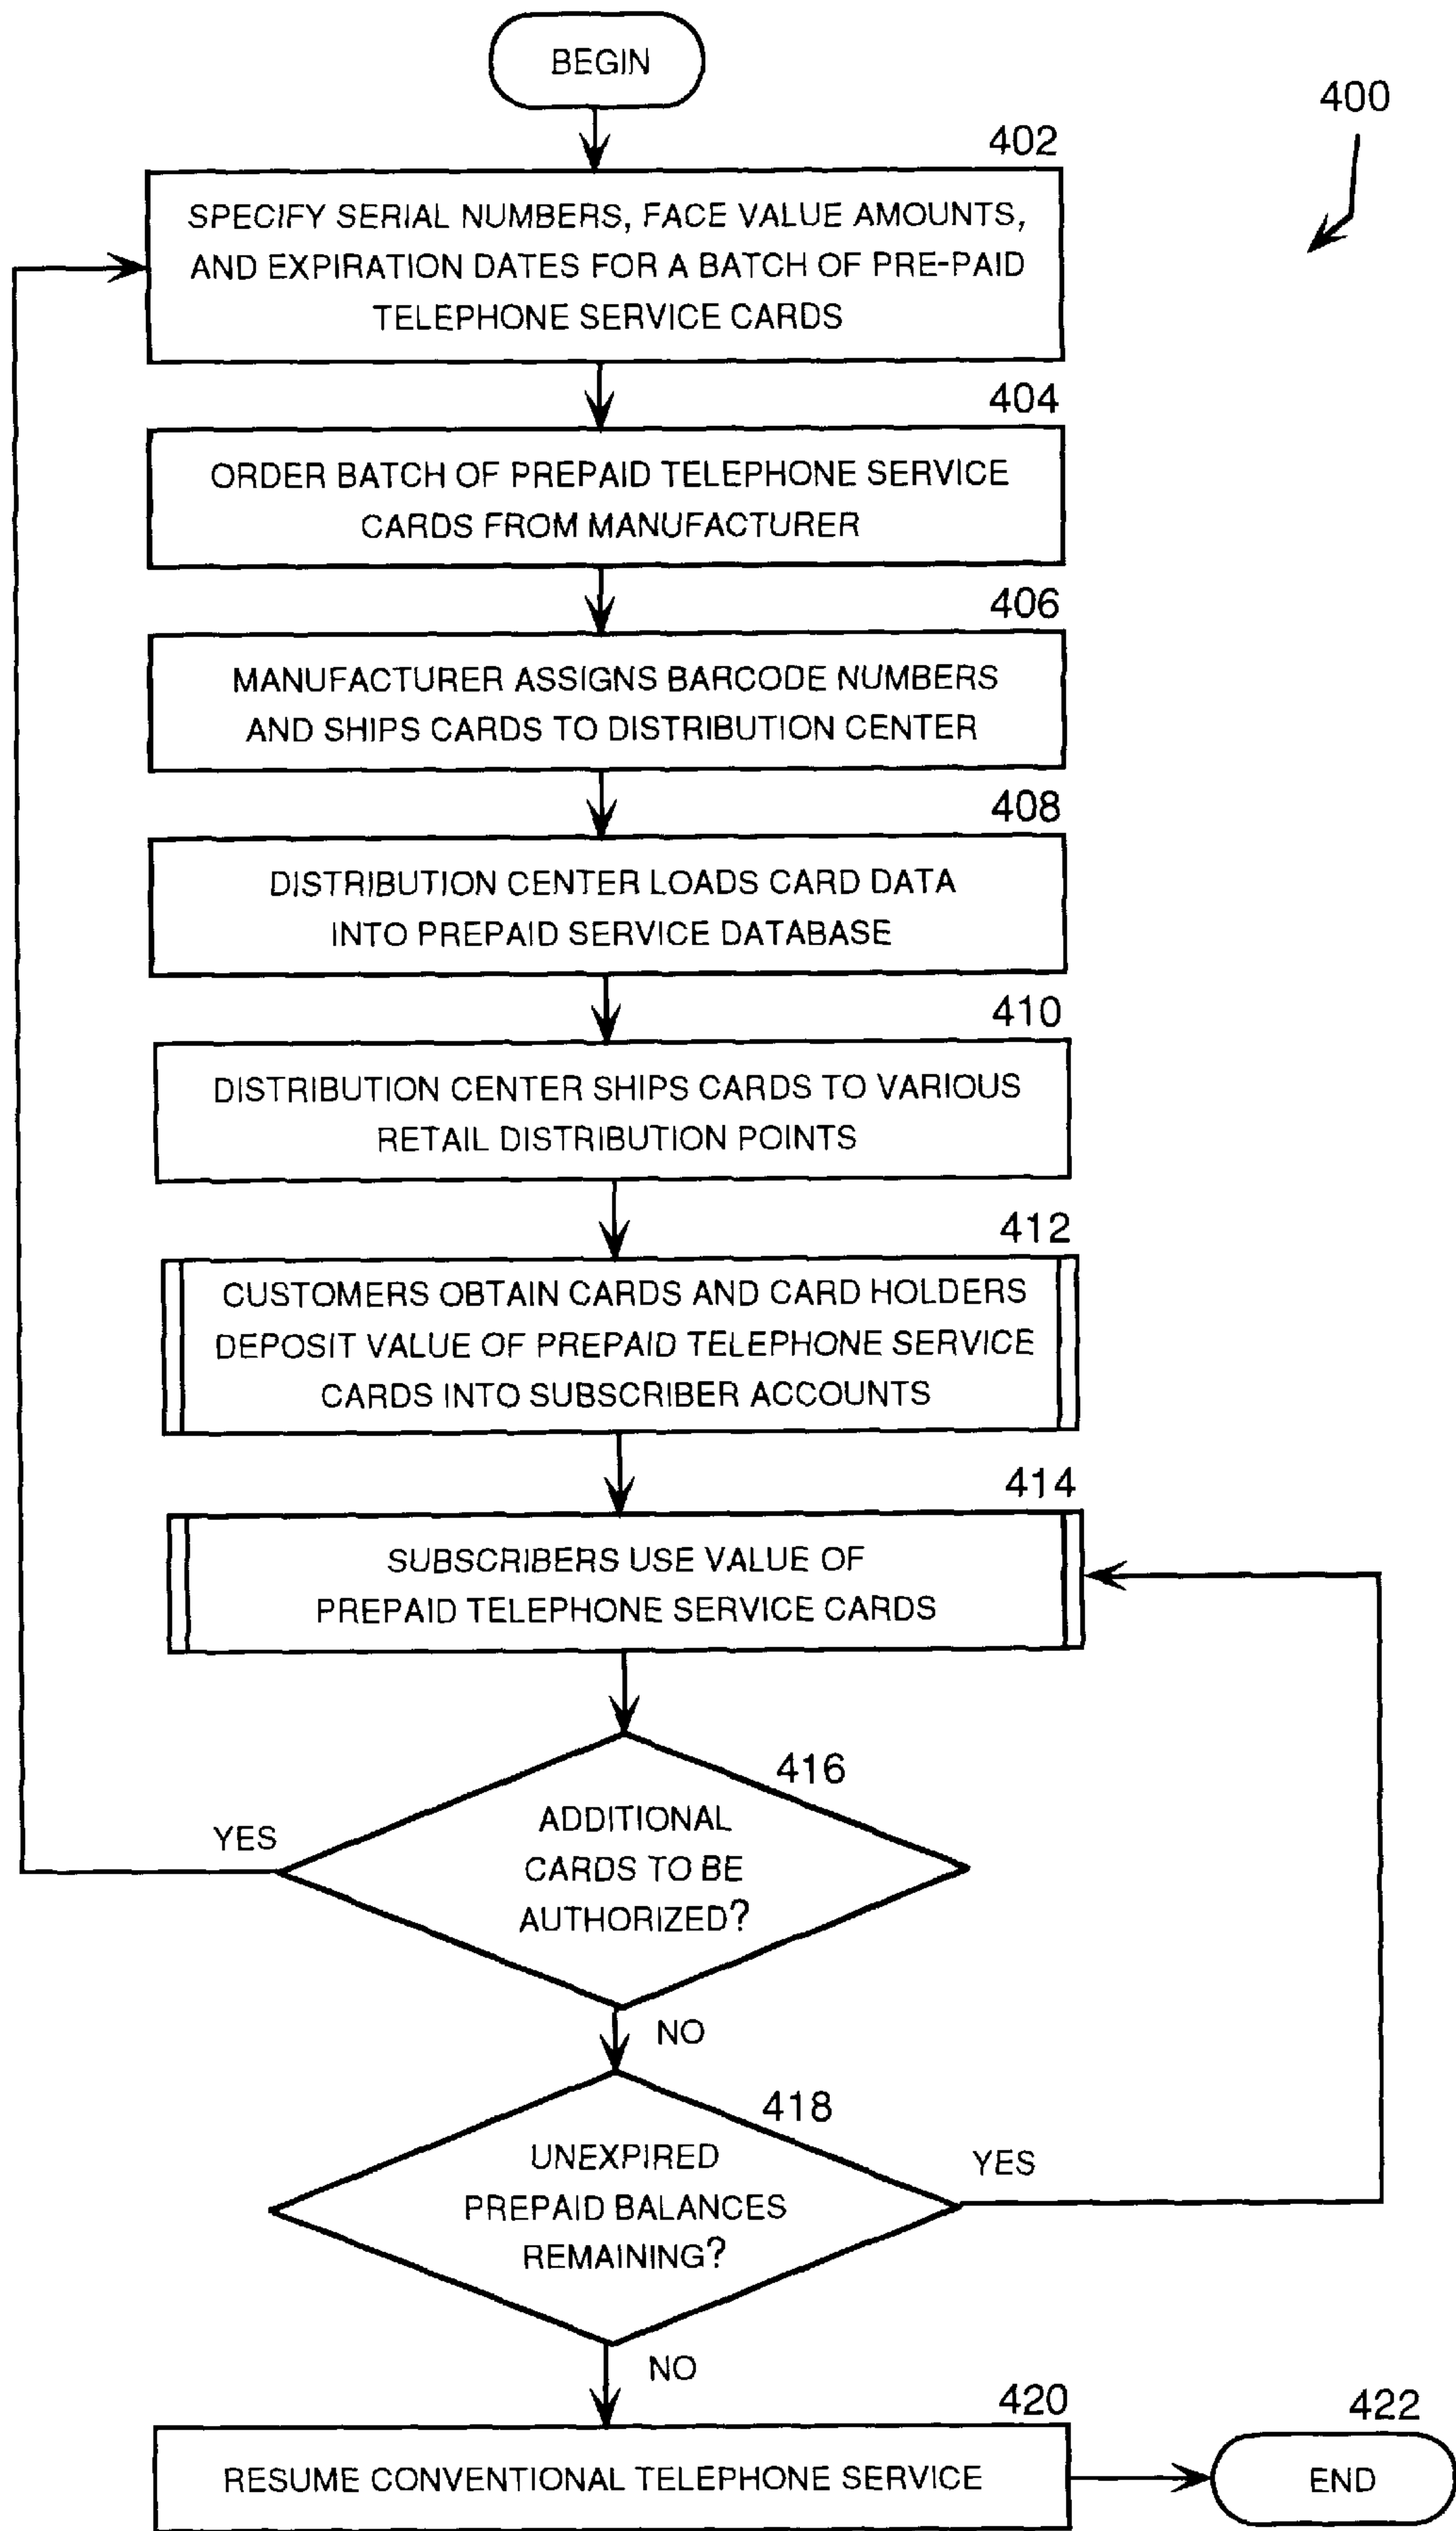 BEGIN
400
402
SPECIFY SERIAL NUMBERS, FACE VALUE AMOUNTS,
AND EXPIRATION DATES FOR A BATCH OF PRE-PAID
TELEPHONE SERVICE CARDS
404
ORDER BATCH OF PREPAID TELEPHONE SERVICE
CARDS FROM MANUFACTURER
406
MANUFACTURER ASSIGNS BARCODE NUMBERS
AND SHIPS CARDS TO DISTRIBUTION CENTER
408
DISTRIBUTION CENTER LOADS CARD DATA
INTO PREPAID SERVICE DATABASE
410
DISTRIBUTION CENTER SHIPS CARDS TO VARIOUS
RETAIL DISTRIBUTION POINTS
412
CUSTOMERS OBTAIN CARDS AND CARD HOLDERS
DEPOSIT VALUE OF PREPAID TELEPHONE SERVICE
CARDS INTO SUBSCRIBER ACCOUNTS
414
SUBSCRIBERS USE VALUE OF
PREPAID TELEPHONE SERVICE CARDS
416
YES
ADDITIONAL
CARDS TO BE
AUTHORIZED?
NO
418
UNEXPIRED
PREPAID BALANCES
REMAINING?
YES
NO
420
RESUME CONVENTIONAL TELEPHONE SERVICE
422
END